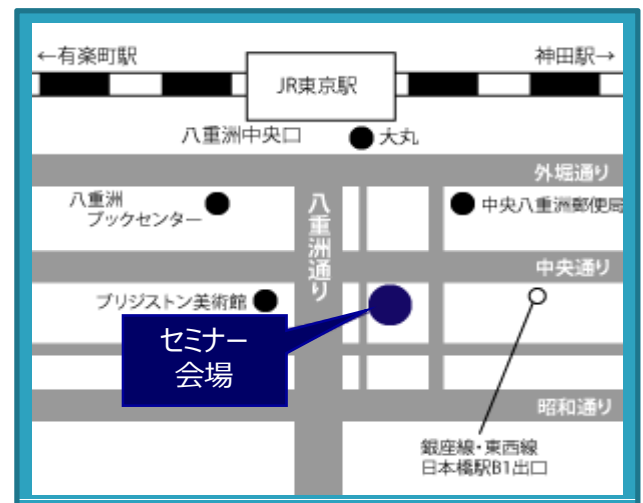 ←有楽町駅
神田駅→
JR東京駅
八重洲中央口
大丸
外堀通り
八重洲
ブックセンター
八重洲通り
中央八重洲郵便局
中央通り
ブリジストン美術館
セミナー
会場
昭和通り
銀座線・東西線
日本橋駅B1出口